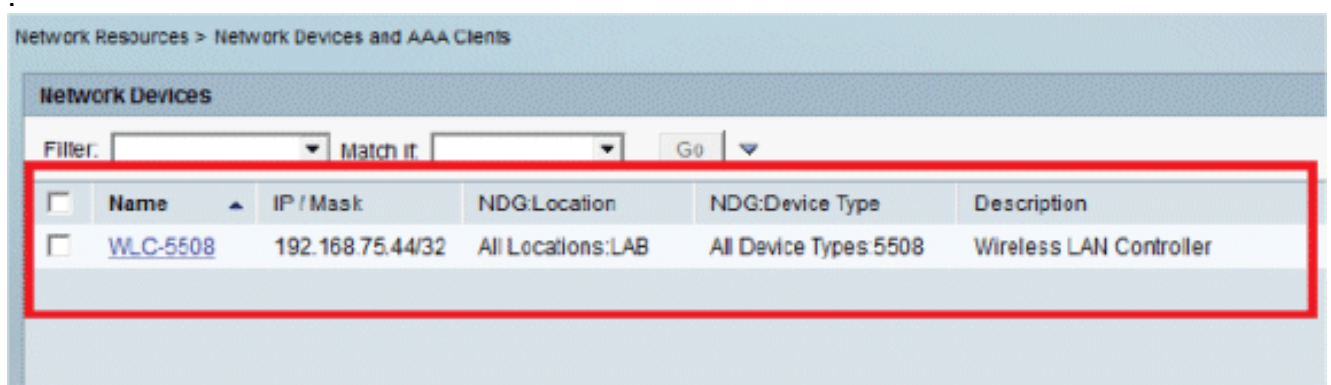 .
Network Resources > Network Devices and AAA Clients
Network Devices
Filter: Match if: Go
Name IP / Mask NDG:Location NDG:Device Type Description
WLC-5508 192.168.75.44/32 All Locations:LAB All Device Types:5508 Wireless LAN Controller